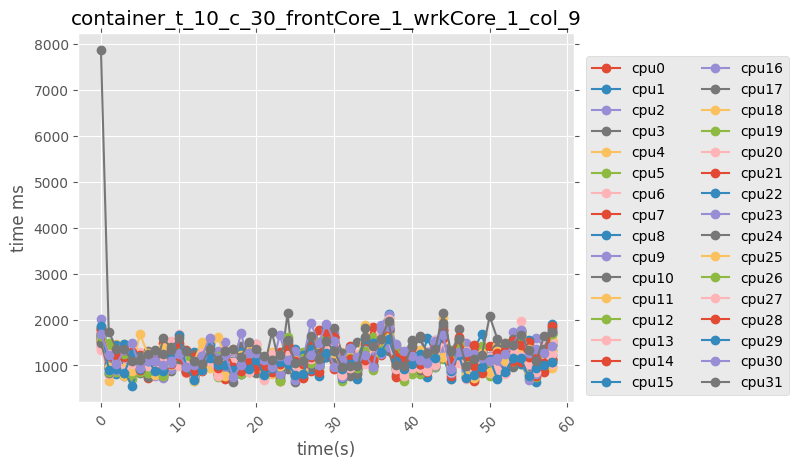 container_t_10_c_30_frontCore_1_wrkCore_1_col_9
8000
7000
6000
5000
4000
3000
2000
1000
time ms
0
10
20
30
40
50
60
time(s)
cpu0
cpu1
cpu2
cpu3
cpu4
cpu5
cpu6
cpu7
cpu8
cpu9
cpu10
cpu11
cpu12
cpu13
cpu14
cpu15
cpu16
cpu17
cpu18
cpu19
cpu20
cpu21
cpu22
cpu23
cpu24
cpu25
cpu26
cpu27
cpu28
cpu29
cpu30
cpu31